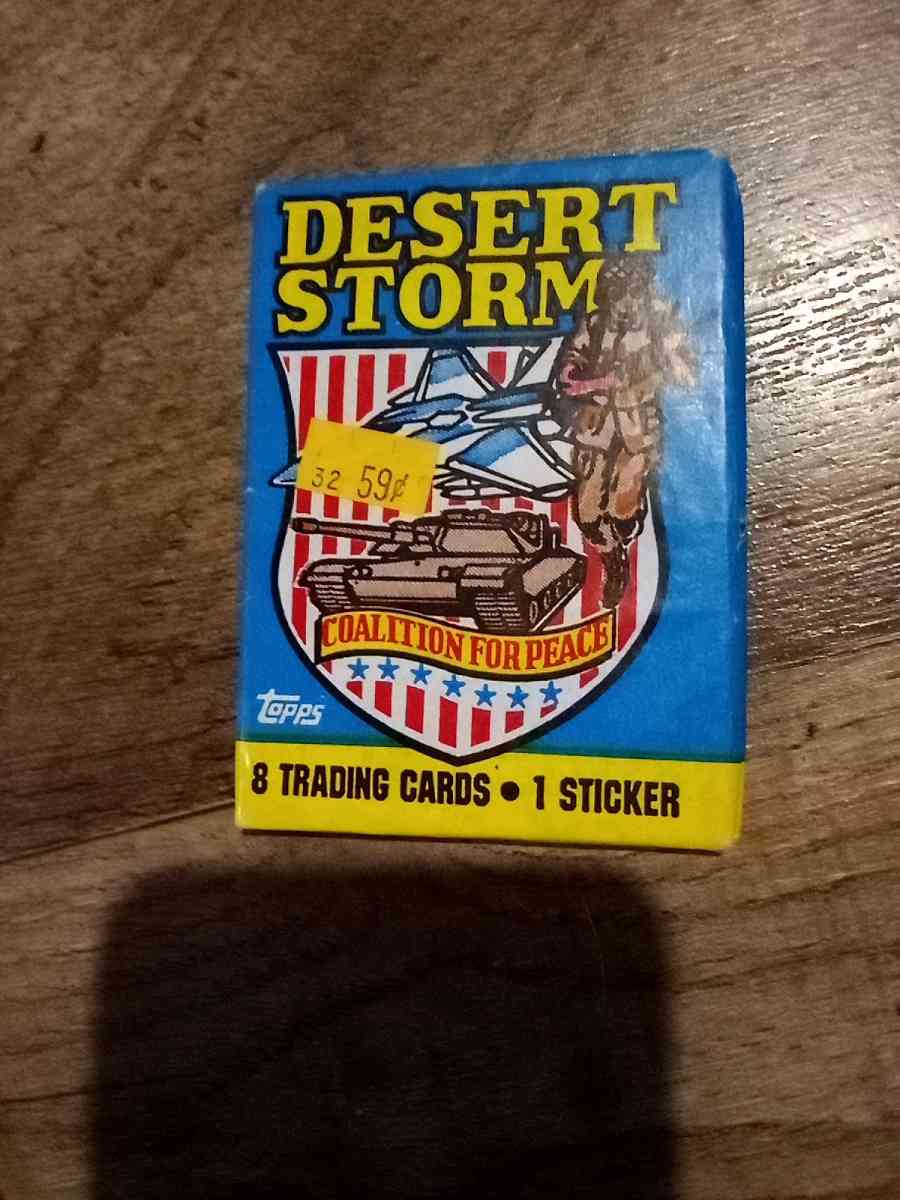 DESERT
STORM
32 59¢
COALITION FOR PEACE
TOPPS
8 TRADING CARDS • 1 STICKER